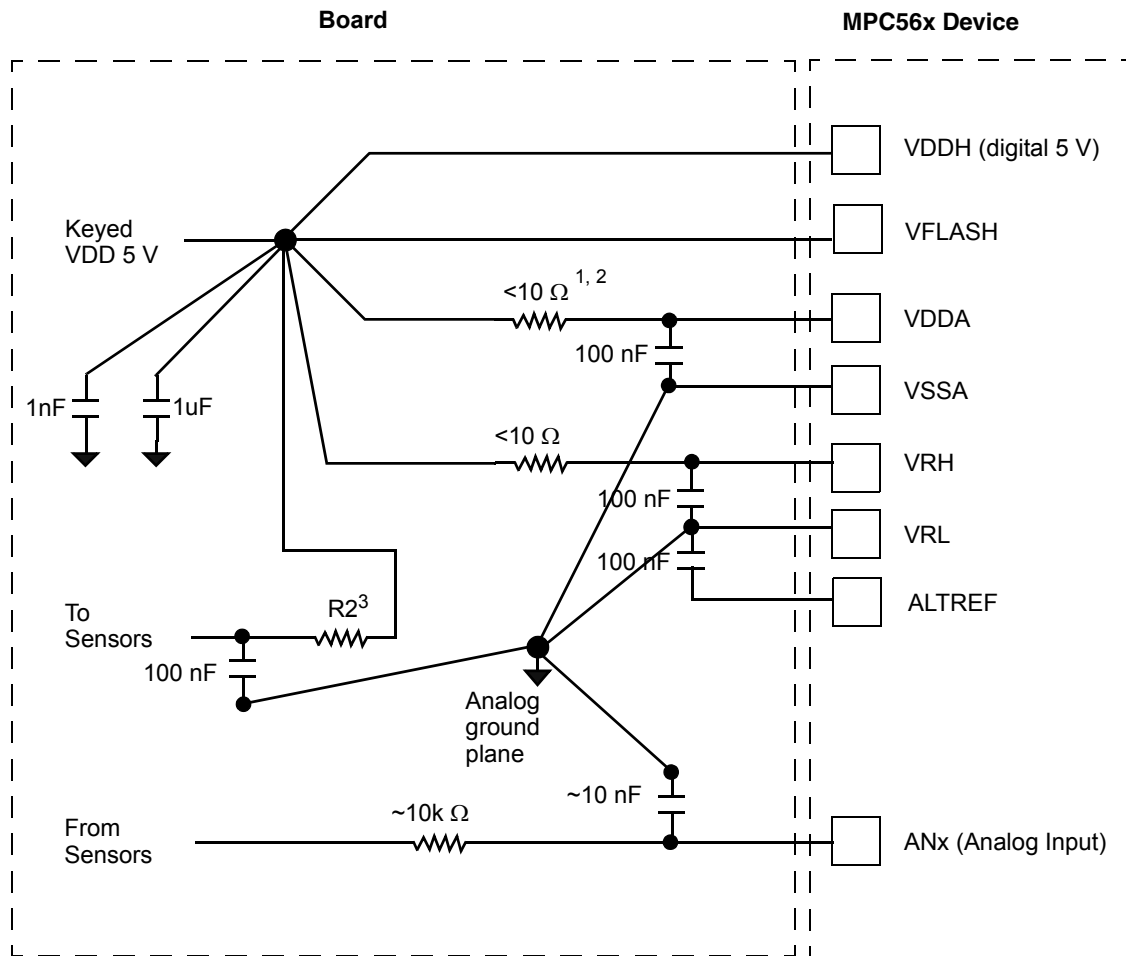 Board
MPC56x Device
VDDH (digital 5 V)
Keyed
VDD 5 V
VFLASH
<10 Ω 1, 2
VDDA
100 nF
VSSA
1nF
1uF
<10 Ω
VRH
100 nF
VRL
100 nF
ALTREF
To
Sensors
R2³
100 nF
Analog
ground
plane
~10 nF
~10k Ω
From
Sensors
ANx (Analog Input)